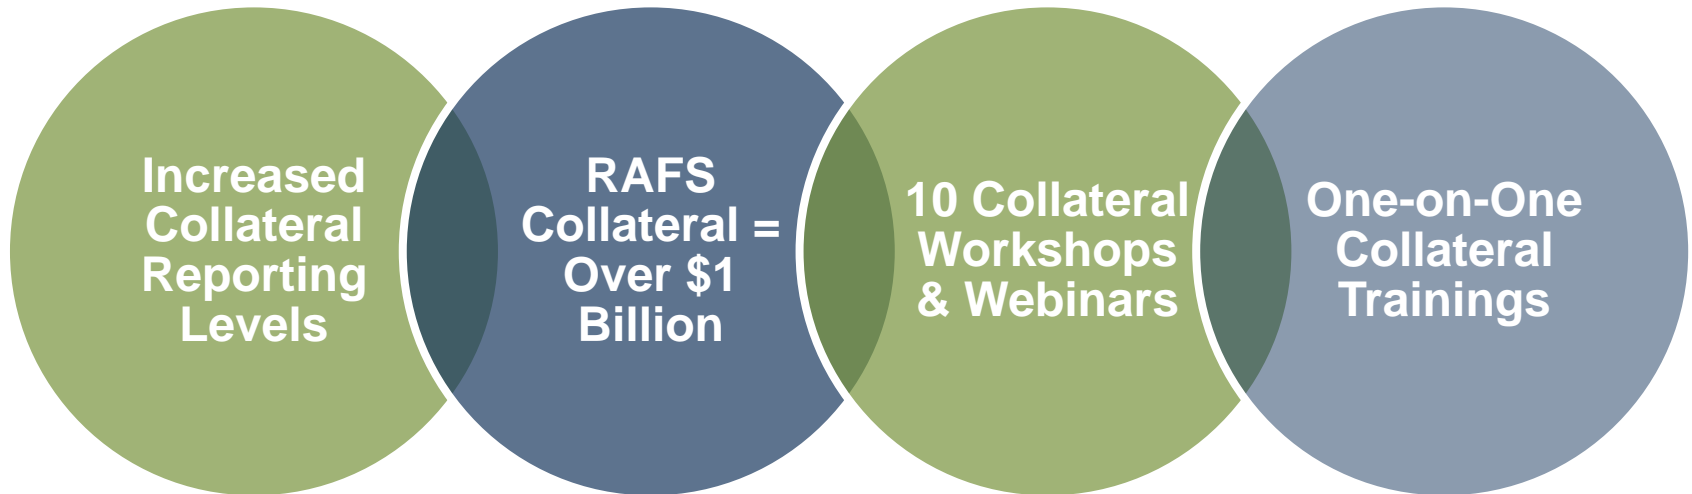 Increased
Collateral
Reporting
Levels
RAFS
Collateral =
Over $1
Billion
10 Collateral
Workshops
& Webinars
One-on-One
Collateral
Trainings